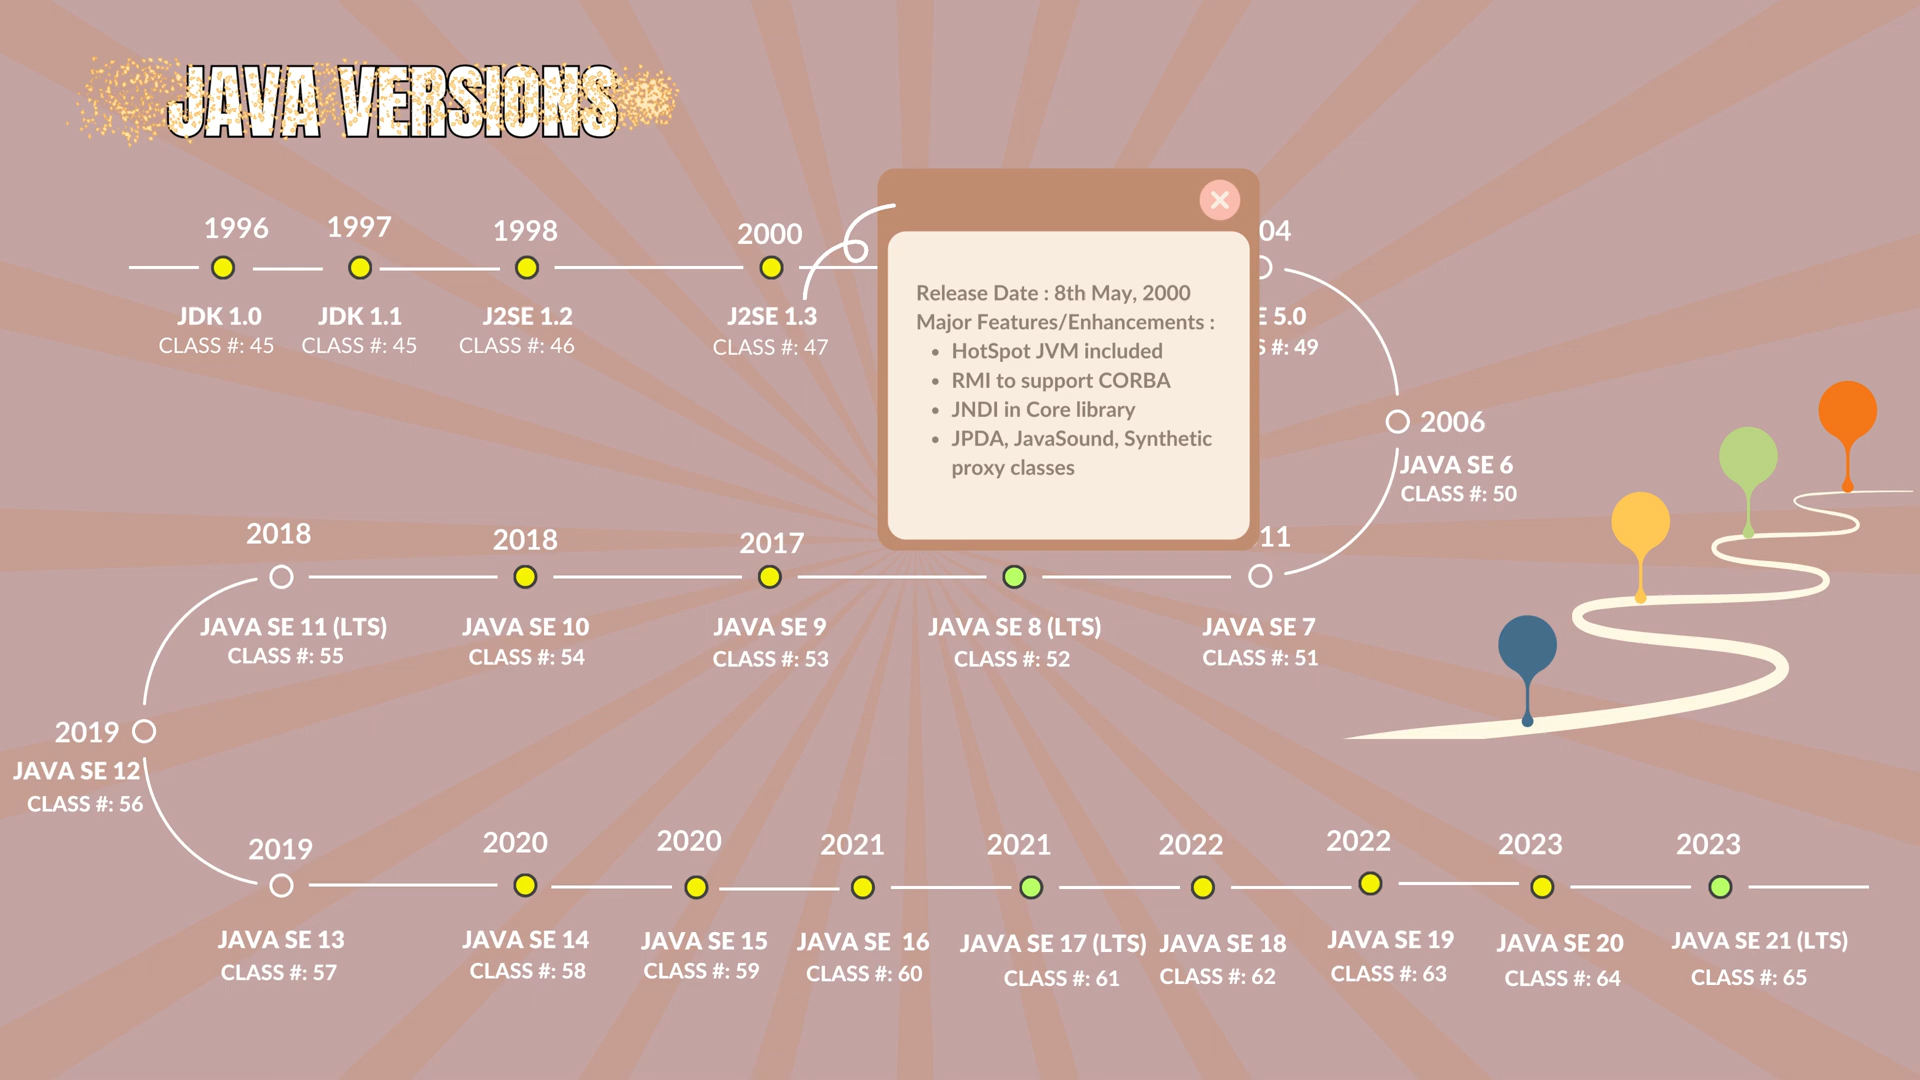 JAVA VERSIONS
1996
1997
1998
2000
04
JDK 1.0
JDK 1.1
J2SE 1.2
J2SE 1.3
E 5.0
CLASS #: 45
CLASS #: 45
CLASS #: 46
CLASS #: 47
S #: 49
Release Date : 8th May, 2000
Major Features/Enhancements :
• HotSpot JVM included
• RMI to support CORBA
• JNDI in Core library
• JPDA, JavaSound, Synthetic
proxy classes
2006
JAVA SE 6
CLASS #: 50
2018
2018
2017
11
JAVA SE 11 (LTS)
JAVA SE 10
JAVA SE 9
JAVA SE 8 (LTS)
JAVA SE 7
CLASS #: 55
CLASS #: 54
CLASS #: 53
CLASS #: 52
CLASS #: 51
2019
JAVA SE 12
CLASS #: 56
2019
2020
2020
2021
2021
2022
2022
2023
2023
JAVA SE 13
JAVA SE 14
JAVA SE 15
JAVA SE 16
JAVA SE 17 (LTS)
JAVA SE 18
JAVA SE 19
JAVA SE 20
JAVA SE 21 (LTS)
CLASS #: 57
CLASS #: 58
CLASS #: 59
CLASS #: 60
CLASS #: 61
CLASS #: 62
CLASS #: 63
CLASS #: 64
CLASS #: 65